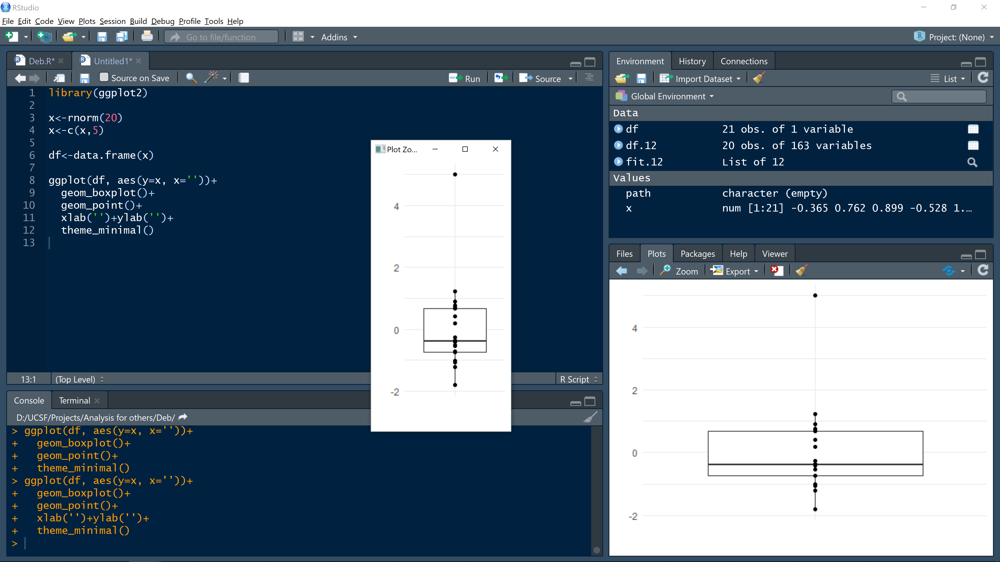 RStudio
File Edit Code View Plots Session Build Debug Profile Tools Help
Go to file/function
Addins
Project: (None)
Deb.R*
Untitled1*
Source on Save
Run
Source
1 library(ggplot2)
2
3 x<-rnorm(20)
4 x<-c(x,5)
5
6 df<-data.frame(x)
7
8 ggplot(df, aes(y=x, x=''))+
9 geom_boxplot()+
10 geom_point()+
11 xlab('')+ylab('')+
12 theme_minimal()
13
13:1 (Top Level)
R Script
Console Terminal
D:/UCSF/Projects/Analysis for others/Deb/
> ggplot(df, aes(y=x, x=''))+
+ geom_boxplot()+
+ geom_point()+
+ theme_minimal()
> ggplot(df, aes(y=x, x=''))+
+ geom_boxplot()+
+ geom_point()+
+ xlab('')+ylab('')+
+ theme_minimal()
>
Plot Zo...
4
2
0
-2
Environment History Connections
Import Dataset
List
Global Environment
Data
df 21 obs. of 1 variable
df.12 20 obs. of 163 variables
fit.12 List of 12
Values
path character (empty)
x num [1:21] -0.365 0.762 0.899 -0.528 1....
Files Plots Packages Help Viewer
Zoom Export
4
2
0
-2